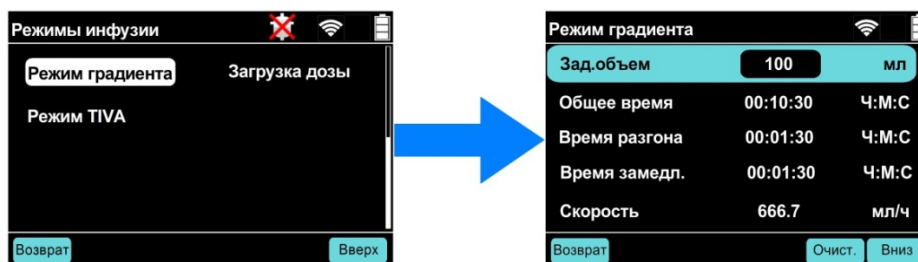 Режимы инфузии
Режим градиента Загрузка дозы
Режим TIVA
Возврат Вверх
Режим градиента
Зад.объем 100 мл
Общее время 00:10:30 Ч:М:С
Время разгона 00:01:30 Ч:М:С
Время замедл. 00:01:30 Ч:М:С
Скорость 666.7 мл/ч
Возврат Очист. Вниз